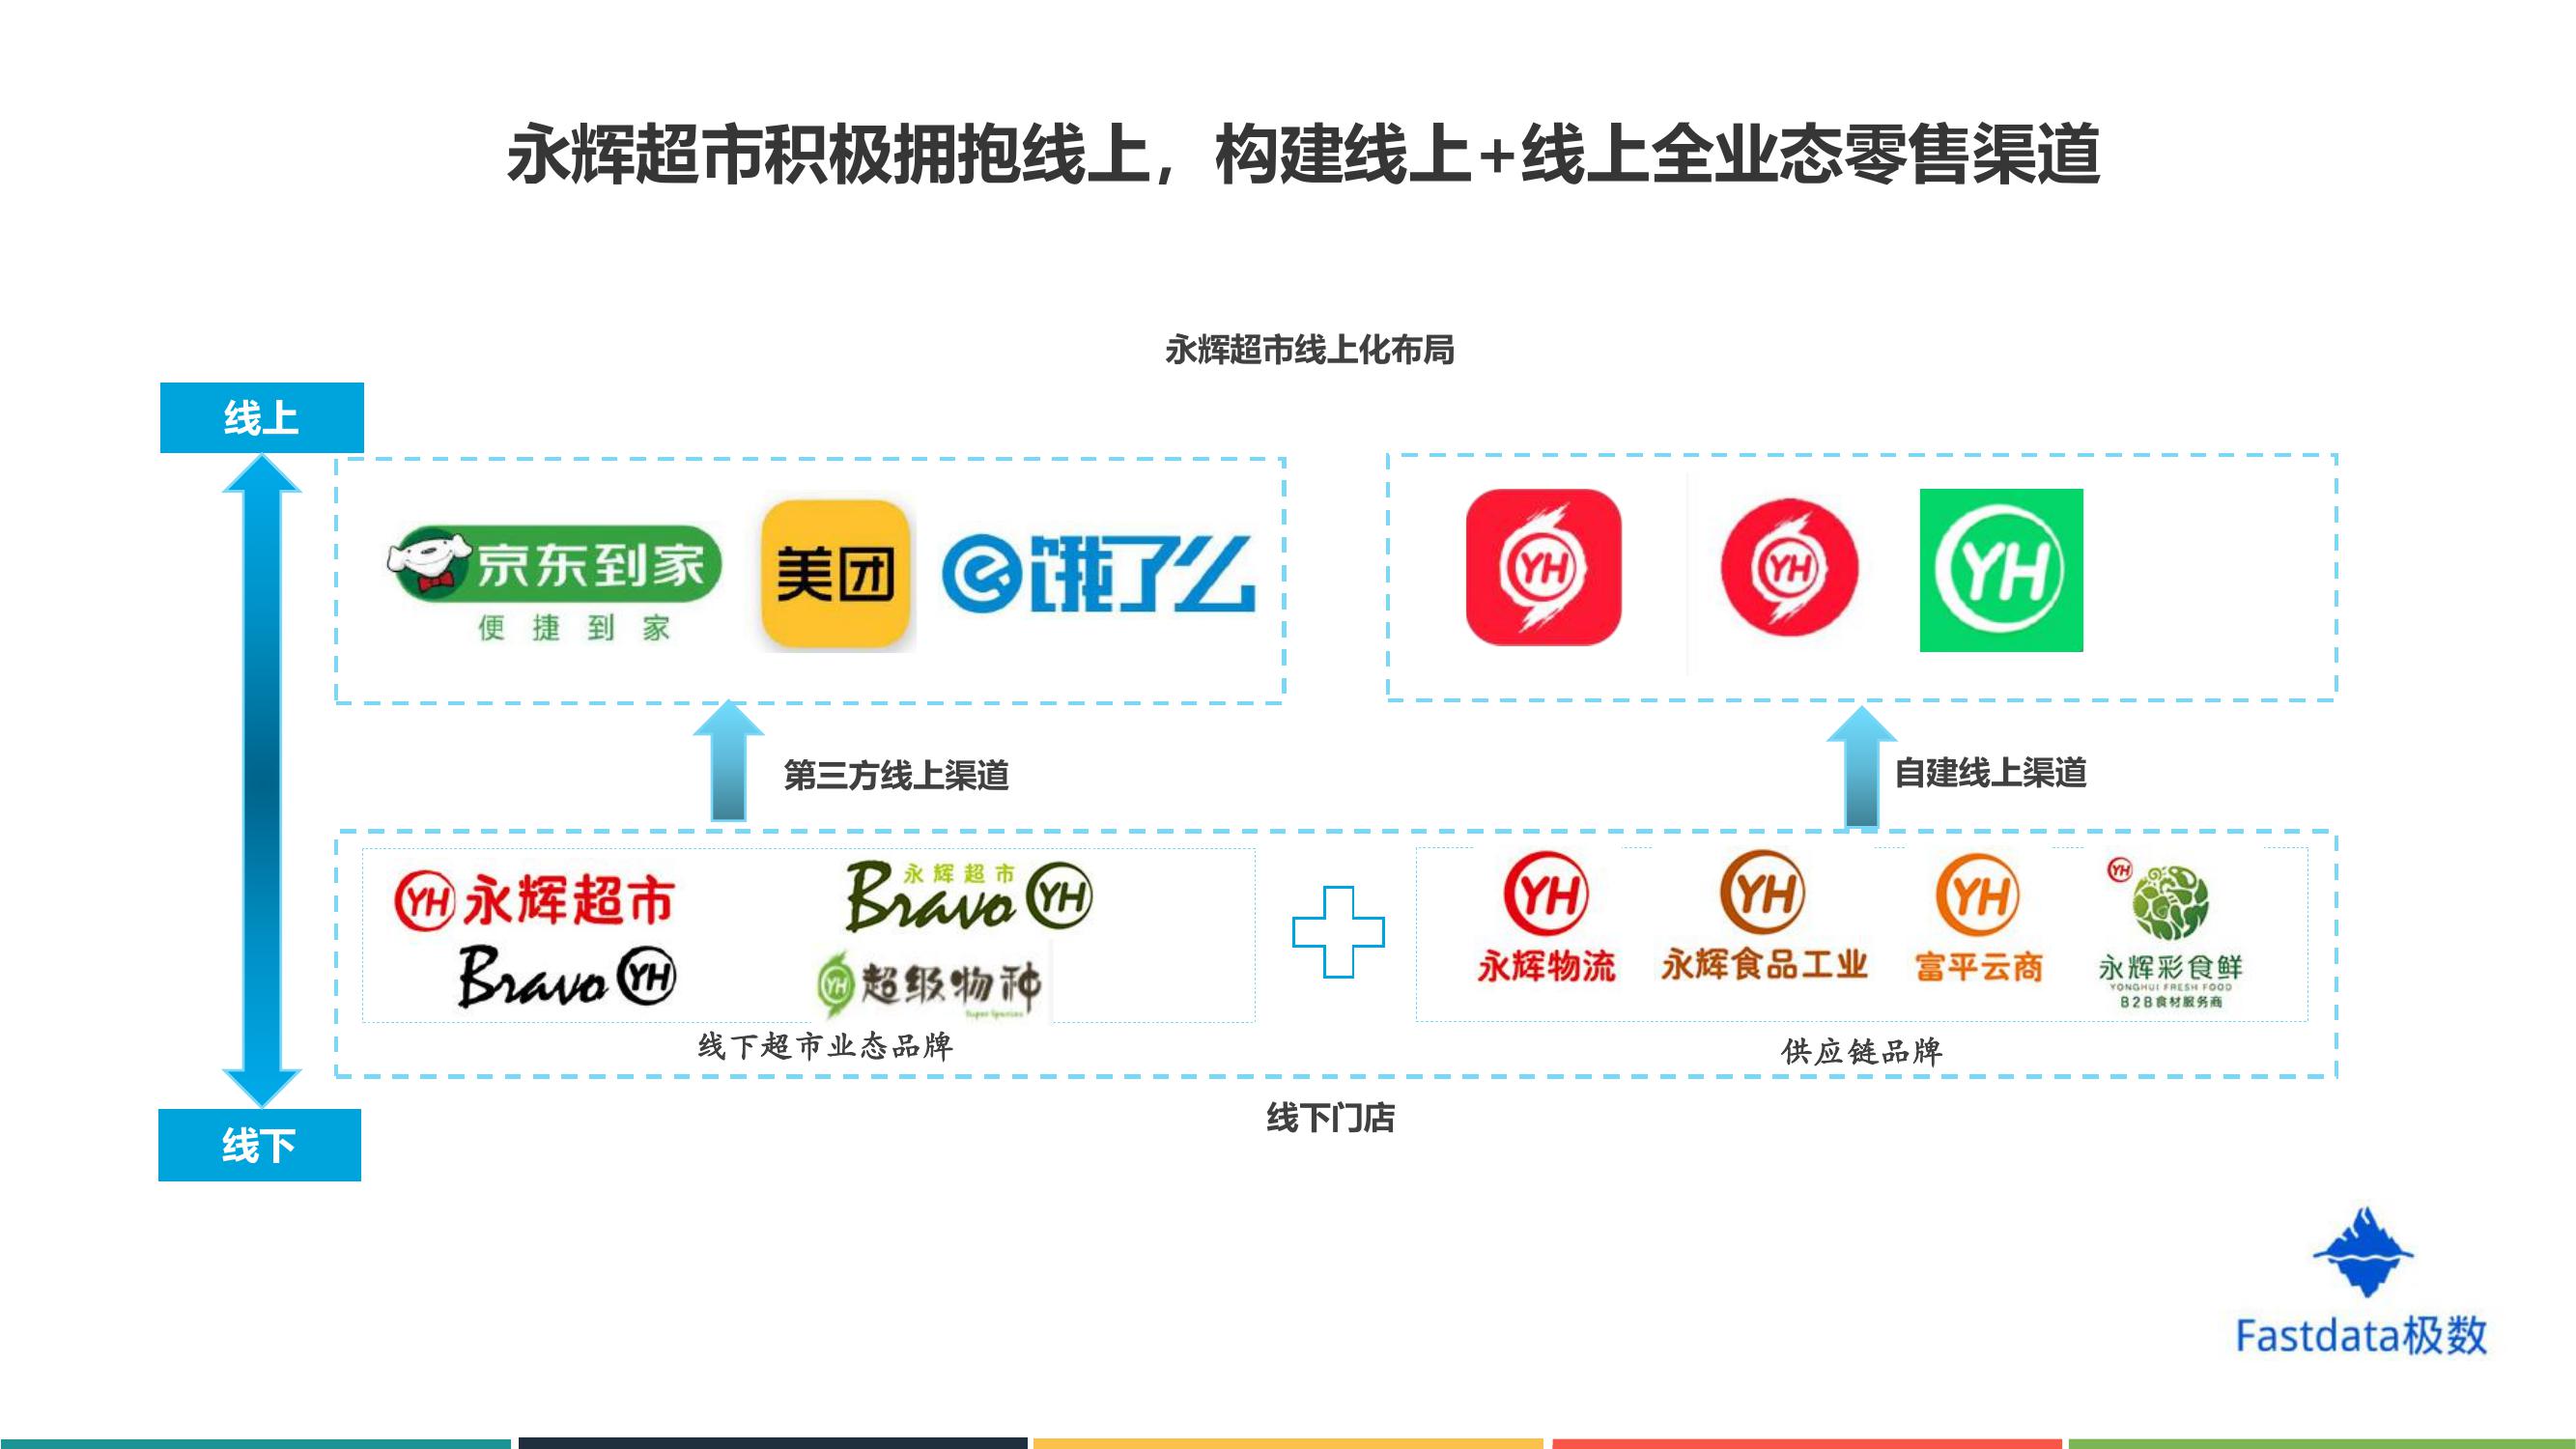 永辉超市积极拥抱线上，构建线上+线上全业态零售渠道
永辉超市线上化布局
线上
京东到家
便捷到家
美团
饿了么
YH
YH
YH
第三方线上渠道
自建线上渠道
YH 永辉超市
永辉超市
Bravo YH
Bravo YH
YH 超级物种
Super Species
线下超市业态品牌
YH
永辉物流
YH
永辉食品工业
YH
富平云商
YH
永辉彩食鲜
YONGHUI FRESH FOOD
B2B食材服务商
供应链品牌
线下门店
线下
Fastdata极数